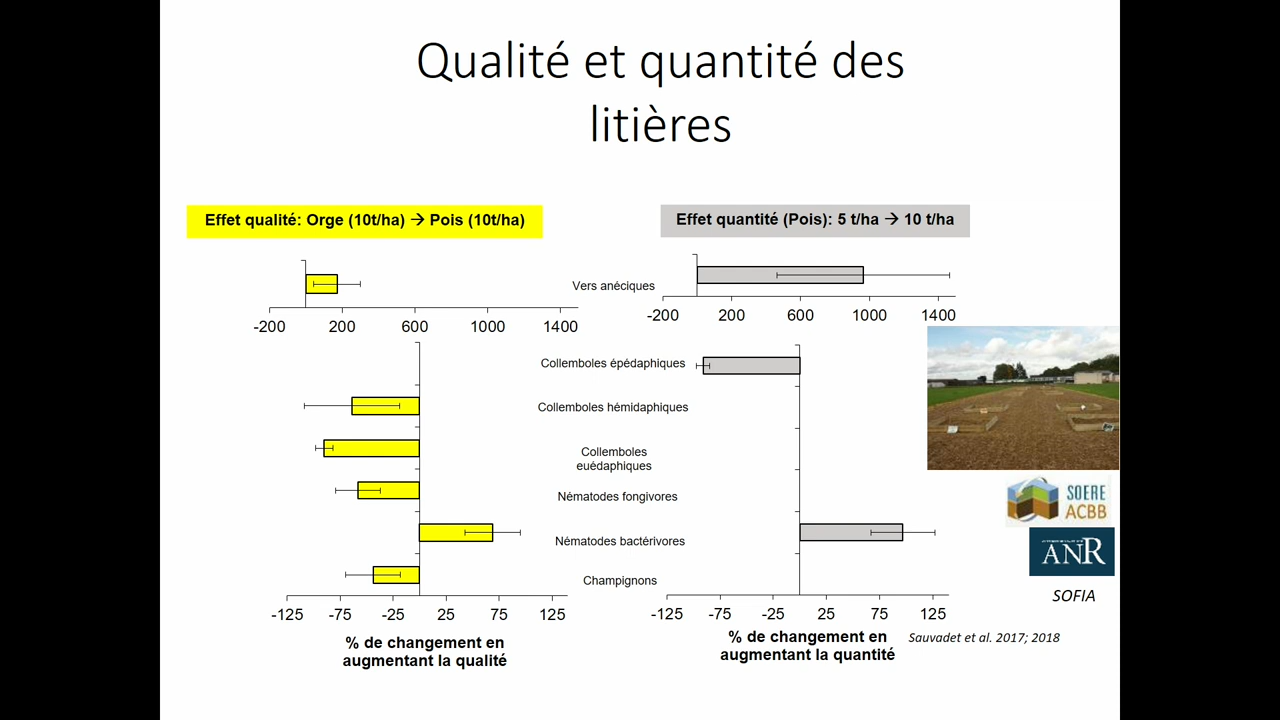 Qualité et quantité des
litières
Effet qualité: Orge (10t/ha) → Pois (10t/ha)
Effet quantité (Pois): 5 t/ha → 10 t/ha
Vers anéciques
-200 200 600 1000 1400
-200 200 600 1000 1400
Collemboles épédaphiques
Collemboles hémidaphiques
Collemboles
euédaphiques
Nématodes fongivores
Nématodes bactérivores
Champignons
-125 -75 -25 25 75 125
-125 -75 -25 25 75 125
% de changement en
augmentant la qualité
% de changement en
augmentant la quantité
SOERE
ACBB
ANR
SOFIA
Sauvadet et al. 2017; 2018